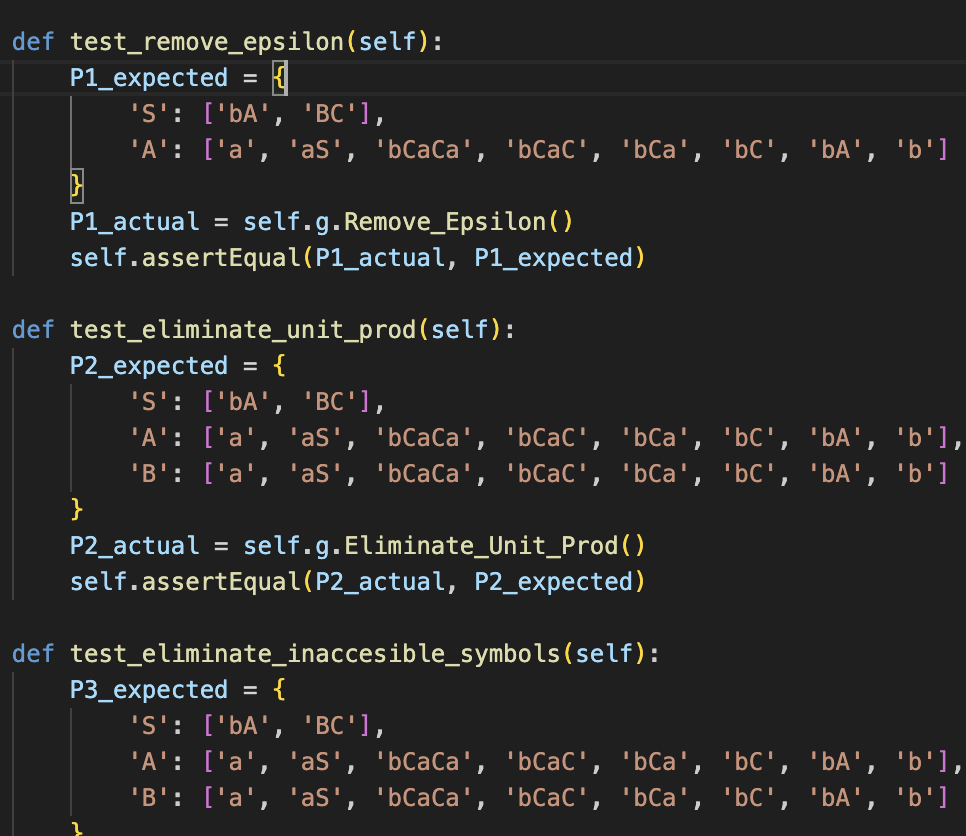 def test_remove_epsilon(self):
    P1_expected = {
        'S': ['bA', 'BC'],
        'A': ['a', 'aS', 'bCaCa', 'bCaC', 'bCa', 'bC', 'bA', 'b']
    }
    P1_actual = self.g.Remove_Epsilon()
    self.assertEqual(P1_actual, P1_expected)

def test_eliminate_unit_prod(self):
    P2_expected = {
        'S': ['bA', 'BC'],
        'A': ['a', 'aS', 'bCaCa', 'bCaC', 'bCa', 'bC', 'bA', 'b'],
        'B': ['a', 'aS', 'bCaCa', 'bCaC', 'bCa', 'bC', 'bA', 'b']
    }
    P2_actual = self.g.Eliminate_Unit_Prod()
    self.assertEqual(P2_actual, P2_expected)

def test_eliminate_inaccesible_symbols(self):
    P3_expected = {
        'S': ['bA', 'BC'],
        'A': ['a', 'aS', 'bCaCa', 'bCaC', 'bCa', 'bC', 'bA', 'b'],
        'B': ['a', 'aS', 'bCaCa', 'bCaC', 'bCa', 'bC', 'bA', 'b']
    }